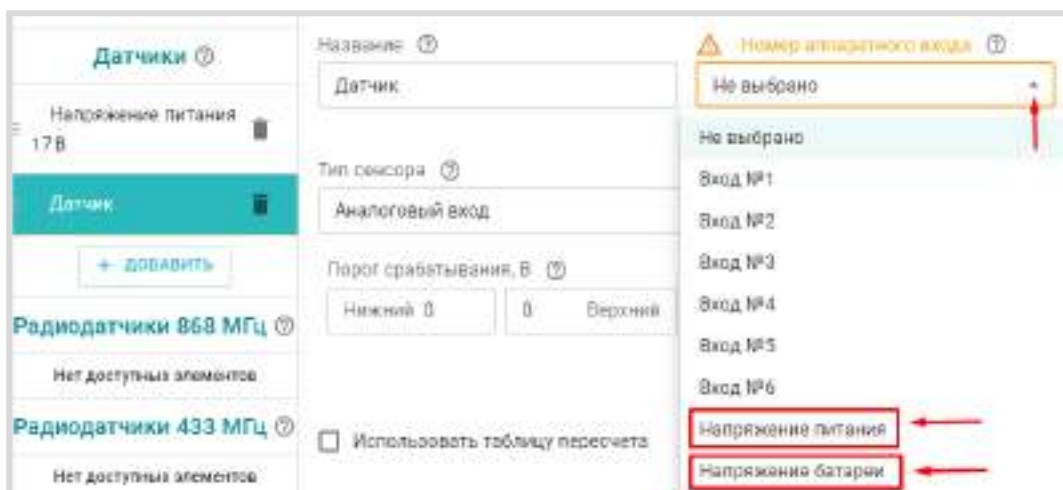 Датчики
Напряжение питания
17 В
Датчик
+ ДОБАВИТЬ
Радиодатчики 868 МГц
Нет доступных элементов
Радиодатчики 433 МГц
Нет доступных элементов
Название
Датчик
Тип сенсора
Аналоговый вход
Порог срабатывания, В
Нижний 0
0 Верхний
Использовать таблицу пересчета
Номер аппаратного входа
Не выбрано
Не выбрано
Вход №1
Вход №2
Вход №3
Вход №4
Вход №5
Вход №6
Напряжение питания
Напряжение батареи